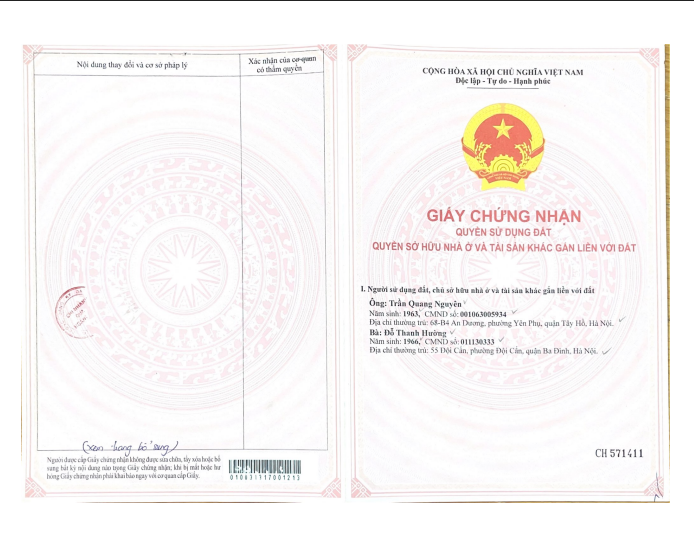 Nội dung thay đổi và cơ sở pháp lý
Xác nhận của cơ quan
có thẩm quyền
(xem trang bổ sung)
Người được cấp Giấy chứng nhận không được sửa chữa, tẩy xóa hoặc bổ
sung bất kỳ nội dung nào trong Giấy chứng nhận; khi bị mất hoặc hư
hỏng Giấy chứng nhận phải khai báo ngay với cơ quan cấp Giấy.
CỘNG HÒA XÃ HỘI CHỦ NGHĨA VIỆT NAM
Độc lập - Tự do - Hạnh phúc
GIẤY CHỨNG NHẬN
QUYỀN SỬ DỤNG ĐẤT
QUYỀN SỞ HỮU NHÀ Ở VÀ TÀI SẢN KHÁC GẮN LIỀN VỚI ĐẤT
I. Người sử dụng đất, chủ sở hữu nhà ở và tài sản khác gắn liền với đất
Ông: Trần Quang Nguyên
Năm sinh: 1963, CMND số: 001063005934
Địa chỉ thường trú: 68-B4 An Dương, phường Yên Phụ, quận Tây Hồ, Hà Nội.
Bà: Đỗ Thanh Hường
Năm sinh: 1966, CMND số: 011130333
Địa chỉ thường trú: 55 Đội Cấn, phường Đội Cấn, quận Ba Đình, Hà Nội.
CH 571411